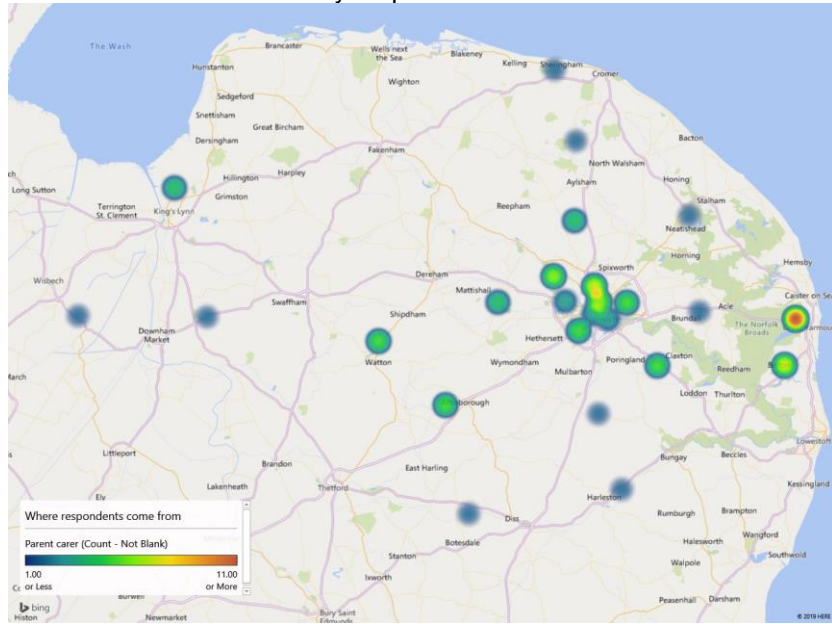 The Wash
Brancaster
Wells next
the Sea
Blakeney
Kelling
Sheringham
Cromer
Hunstanton
Wighton
Sedgeford
Snettisham
Great Bircham
Dersingham
Bacton
North Walsham
Fakenham
Hillington
Harpley
Long Sutton
Grimston
Aylsham
Honing
Terrington
St. Clement
King's Lynn
Reepham
Stalham
Neatishead
Horning
Hemsby
Spixworth
Wisbech
Dereham
Mattishall
Swaffham
Caister on Sea
Acle
Shipdham
Brundall
The Norfolk
Broads
Downham
Market
Hethersett
Watton
Wymondham
Poringland
Claxton
Reedham
Mulbarton
March
Loddon
Thurlton
Lowestoft
Littleport
East Harling
Bungay
Beccles
Brandon
Kessingland
Ely
Lakenheath
Thetford
Harleston
Diss
Rumburgh
Brampton
Botesdale
Halesworth
Wangford
Stanton
Southwold
Walpole
Ixworth
Peasenhall
Darsham
Burwell
Newmarket
Bury Saint
Edmunds
Histon
Where respondents come from
Parent carer (Count - Not Blank)
1.00
or Less
11.00
or More
bing
© 2019 HERE